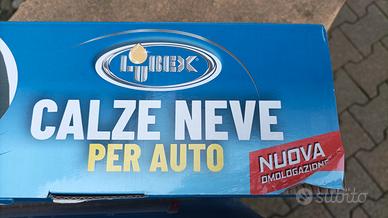 LUBEX
CALZE NEVE
PER AUTO
NUOVA
OMOLOGAZIONE
subito